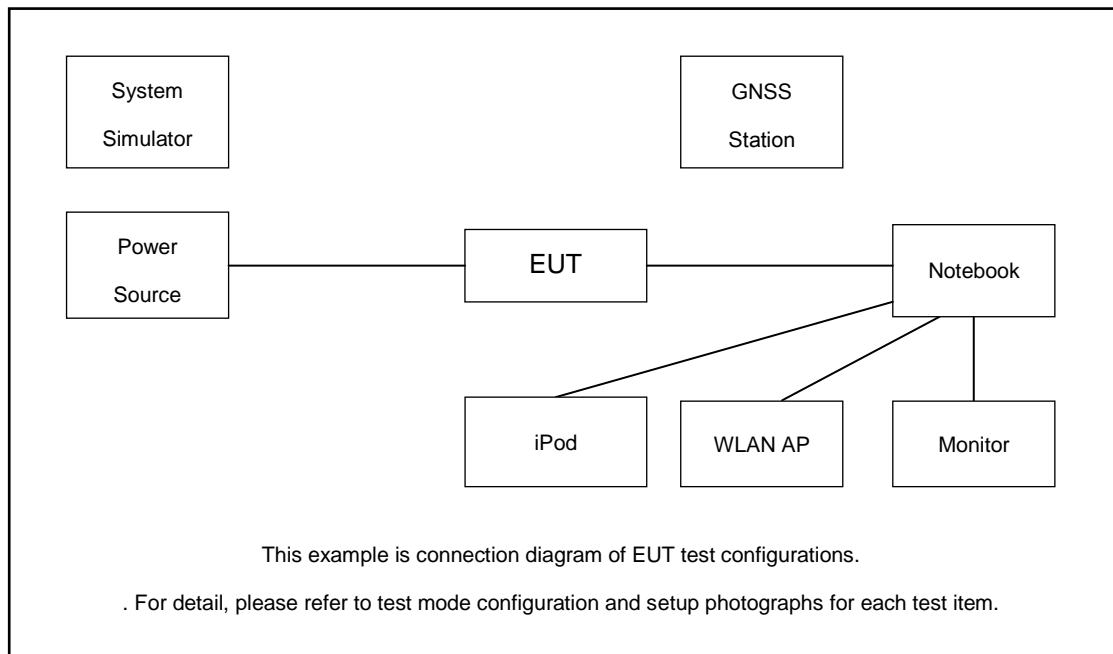 System
Simulator
GNSS
Station
Power
Source
EUT
Notebook
iPod
WLAN AP
Monitor
This example is connection diagram of EUT test configurations.
. For detail, please refer to test mode configuration and setup photographs for each test item.